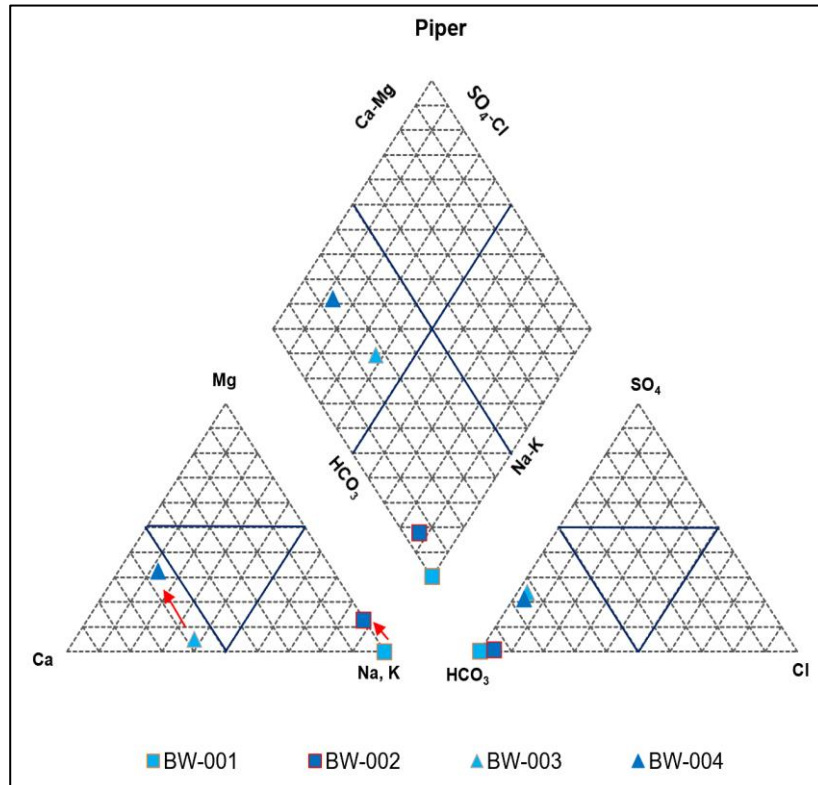 Piper
Ca-Mg
SO₄-Cl
Mg
SO₄
HCO₃
Na-K
Ca
Na, K
HCO₃
Cl
BW-001
BW-002
BW-003
BW-004